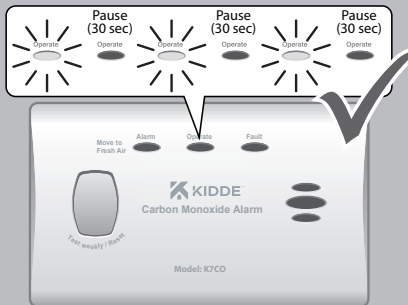 Pause
(30 sec)
Pause
(30 sec)
Pause
(30 sec)
Operate
Operate
Operate
Operate
Operate
Operate
Alarm
Operate
Fault
Move to
Fresh Air
KIDDE
Carbon Monoxide Alarm
Test weekly / Reset
Model: K7CO